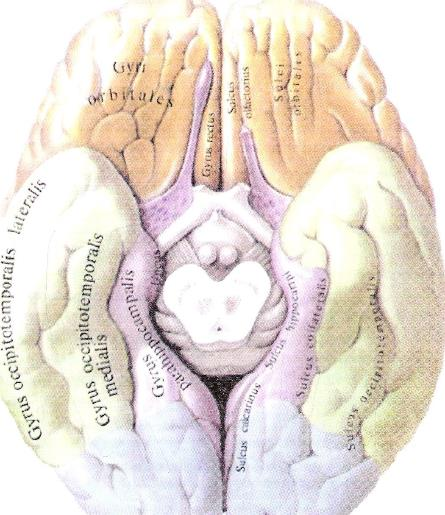 Gyri
orbitales
Gyrus rectus
Sulcus
olfactorius
Sulci
orbitales
Gyrus occipitotemporalis lateralis
Gyrus occipitotemporalis
medialis
Gyrus
parahippocampalis
Sulcus hippocampi
Sulcus calcarinus
Sulcus collateralis
Sulcus occipitotemporalis